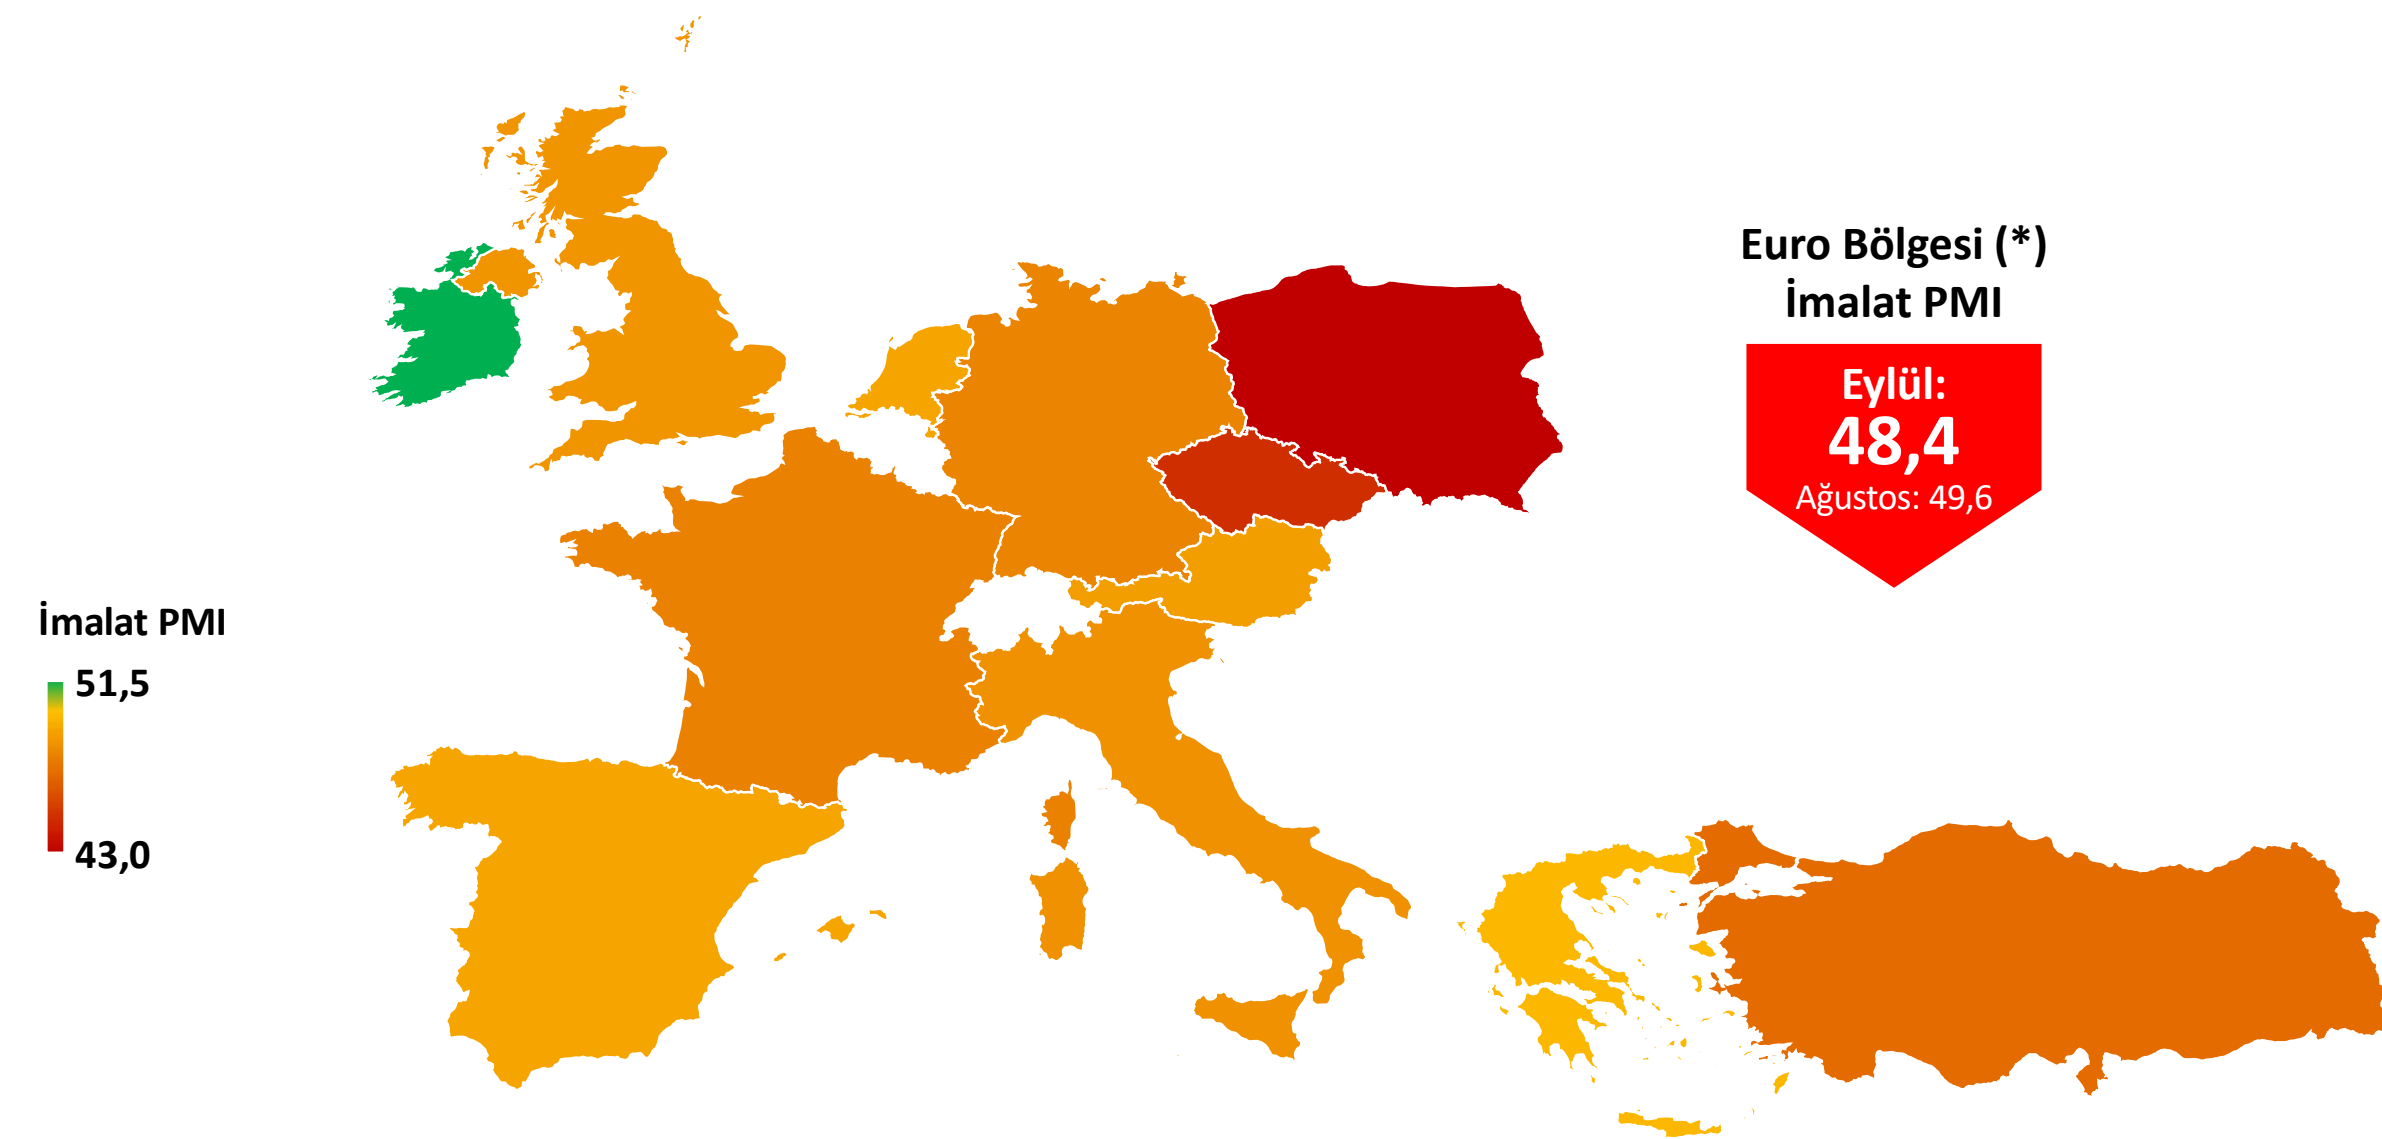 Euro Bölgesi (*)
İmalat PMI
Eylül:
48,4
Ağustos: 49,6
İmalat PMI
51,5
43,0